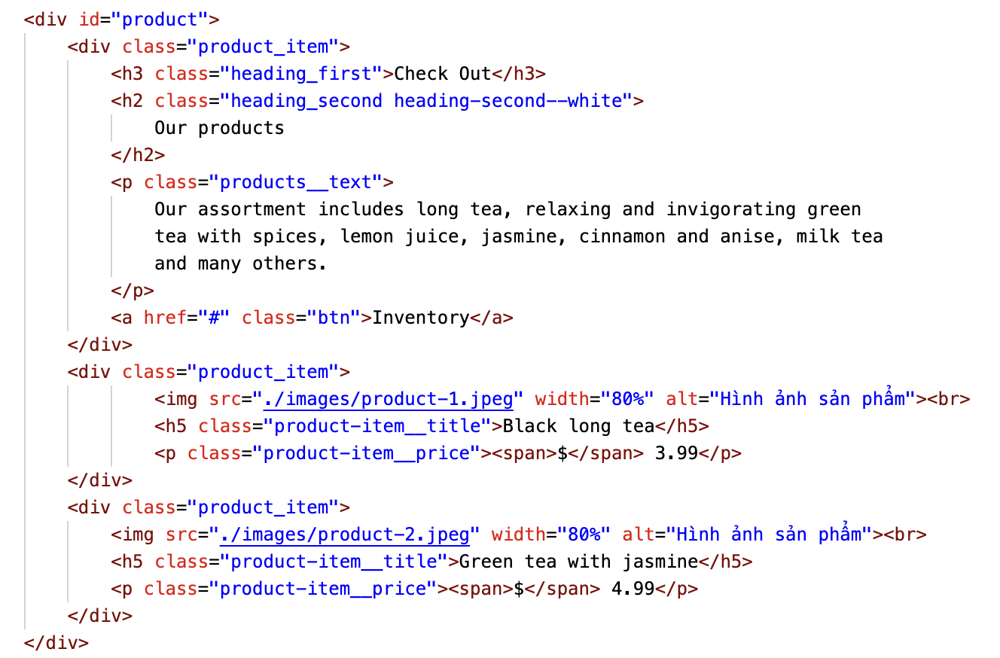 <div id="product">
<div class="product_item">
<h3 class="heading_first">Check Out</h3>
<h2 class="heading_second heading-second--white">
Our products
</h2>
<p class="products__text">
Our assortment includes long tea, relaxing and invigorating green
tea with spices, lemon juice, jasmine, cinnamon and anise, milk tea
and many others.
</p>
<a href="#" class="btn">Inventory</a>
</div>
<div class="product_item">
<img src="./images/product-1.jpeg" width="80%" alt="Hình ảnh sản phẩm"><br>
<h5 class="product-item__title">Black long tea</h5>
<p class="product-item__price"><span>$</span> 3.99</p>
</div>
<div class="product_item">
<img src="./images/product-2.jpeg" width="80%" alt="Hình ảnh sản phẩm"><br>
<h5 class="product-item__title">Green tea with jasmine</h5>
<p class="product-item__price"><span>$</span> 4.99</p>
</div>
</div>